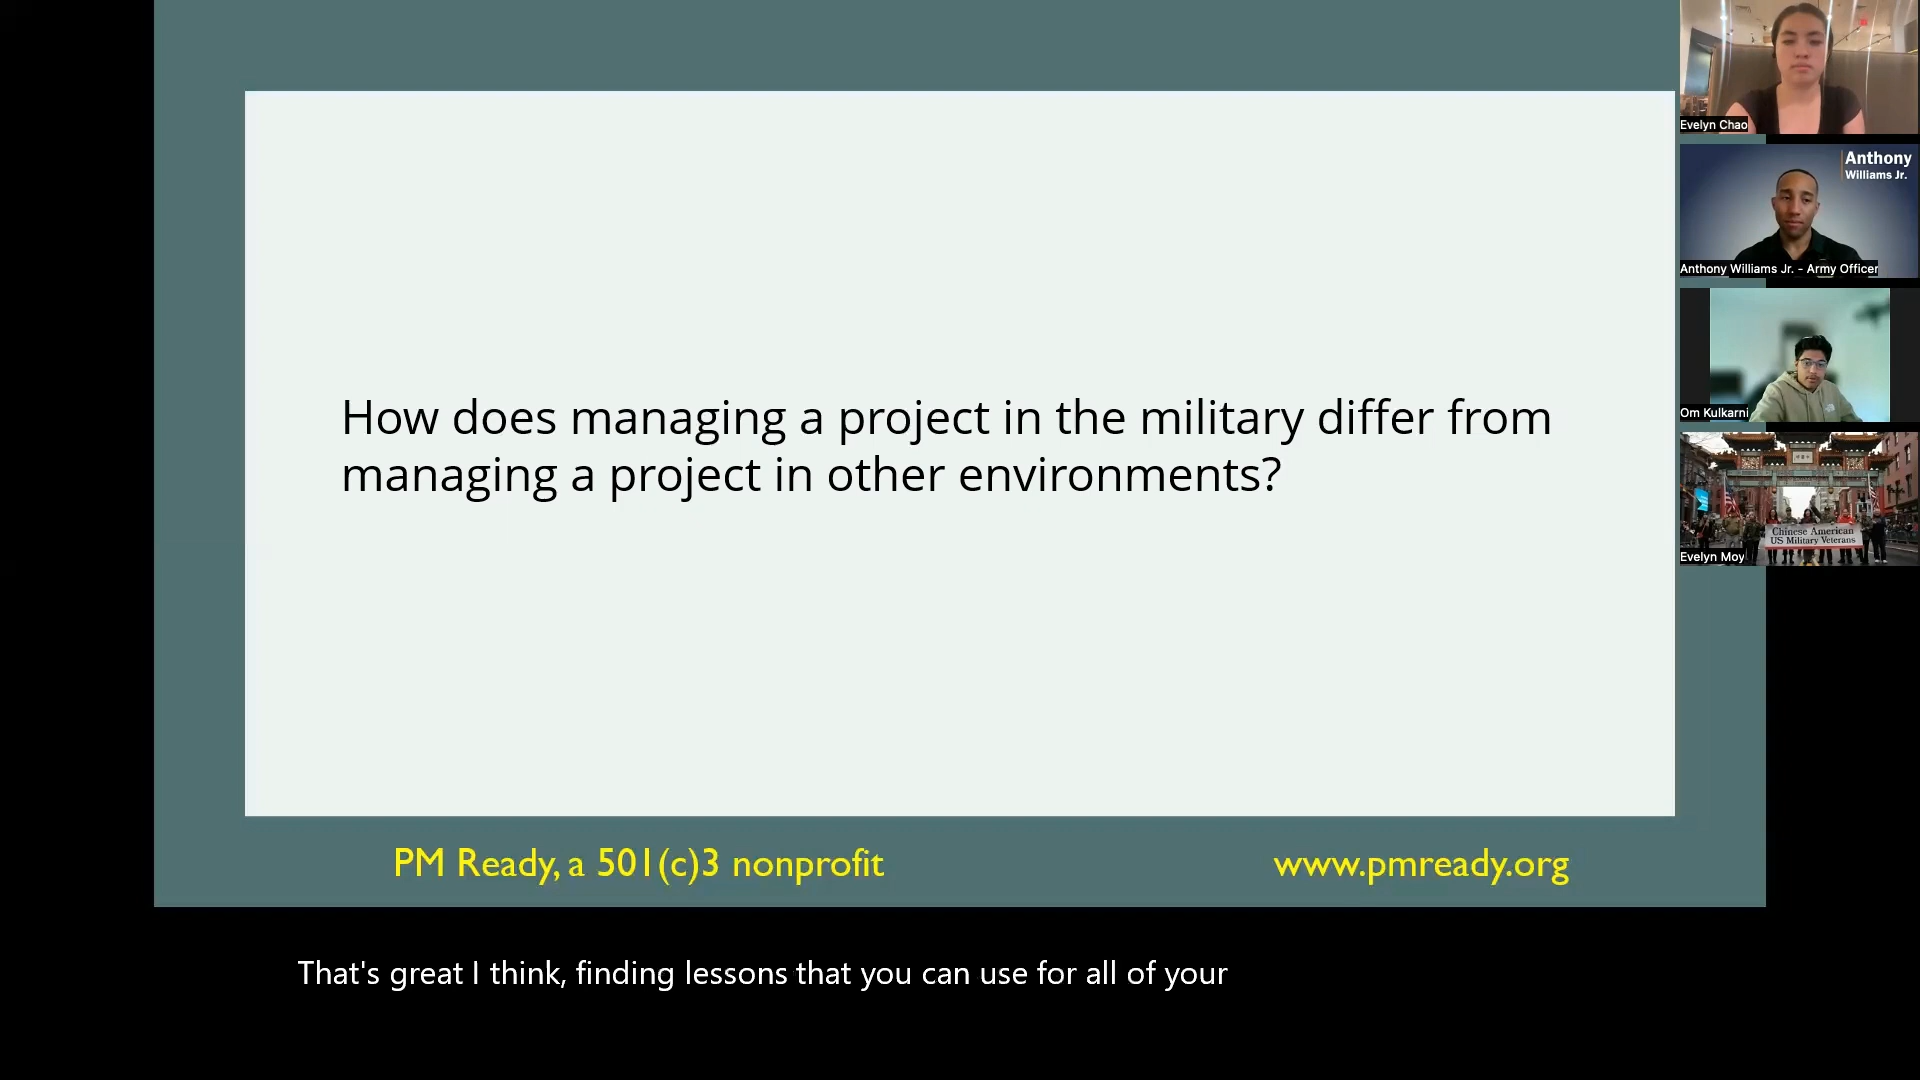 How does managing a project in the military differ from
managing a project in other environments?
PM Ready, a 501(c)3 nonprofit
www.pmready.org
That's great I think, finding lessons that you can use for all of your
Evelyn Chao
Anthony
Williams Jr.
Anthony Williams Jr. - Army Officer
Om Kulkarni
Chinese American
US Military Veterans
Evelyn Moy